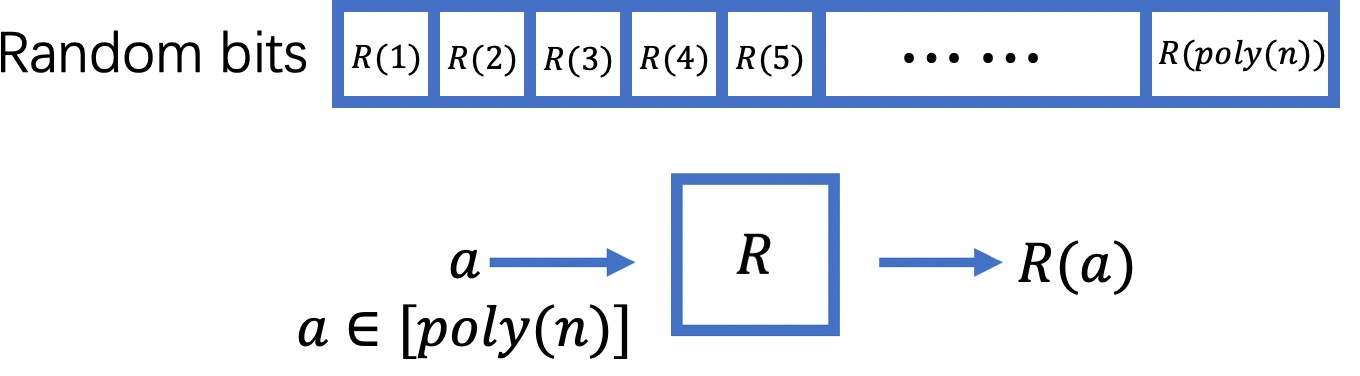 Random bits R(1) R(2) R(3) R(4) R(5) ⋯⋯ R(poly(n))
a R R(a)
a ∈ [poly(n)]